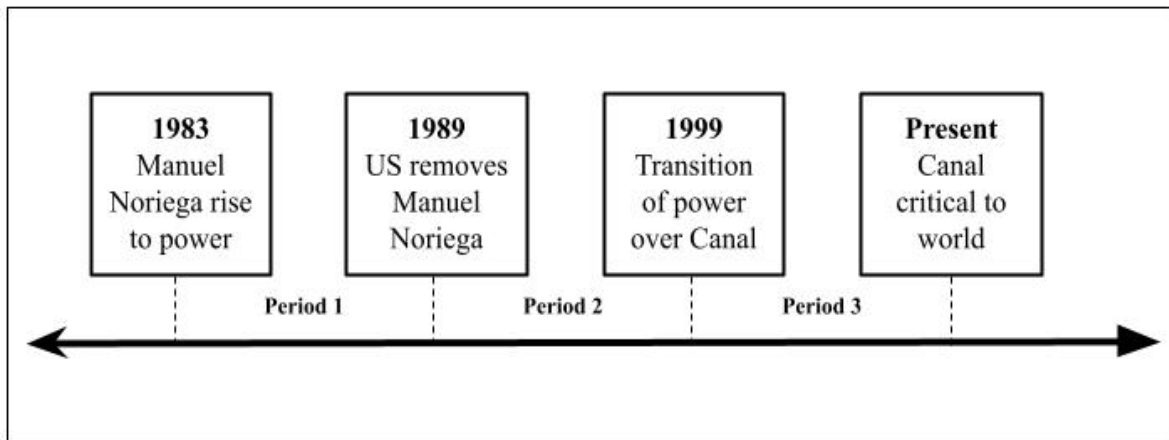 1983
Manuel
Noriega rise
to power
1989
US removes
Manuel
Noriega
1999
Transition
of power
over Canal
Present
Canal
critical to
world
Period 1
Period 2
Period 3